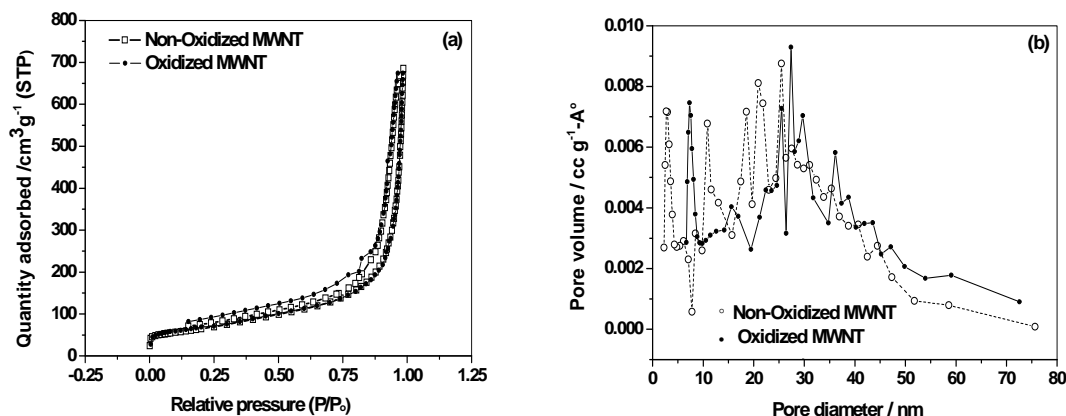 (a)
Non-Oxidized MWNT
Oxidized MWNT
Quantity adsorbed /cm³g⁻¹ (STP)
800
700
600
500
400
300
200
100
0
-0.25 0.00 0.25 0.50 0.75 1.00 1.25
Relative pressure (P/P₀)
(b)
Non-Oxidized MWNT
Oxidized MWNT
Pore volume / cc g⁻¹-A°
0.010
0.008
0.006
0.004
0.002
0.000
0 10 20 30 40 50 60 70 80
Pore diameter / nm